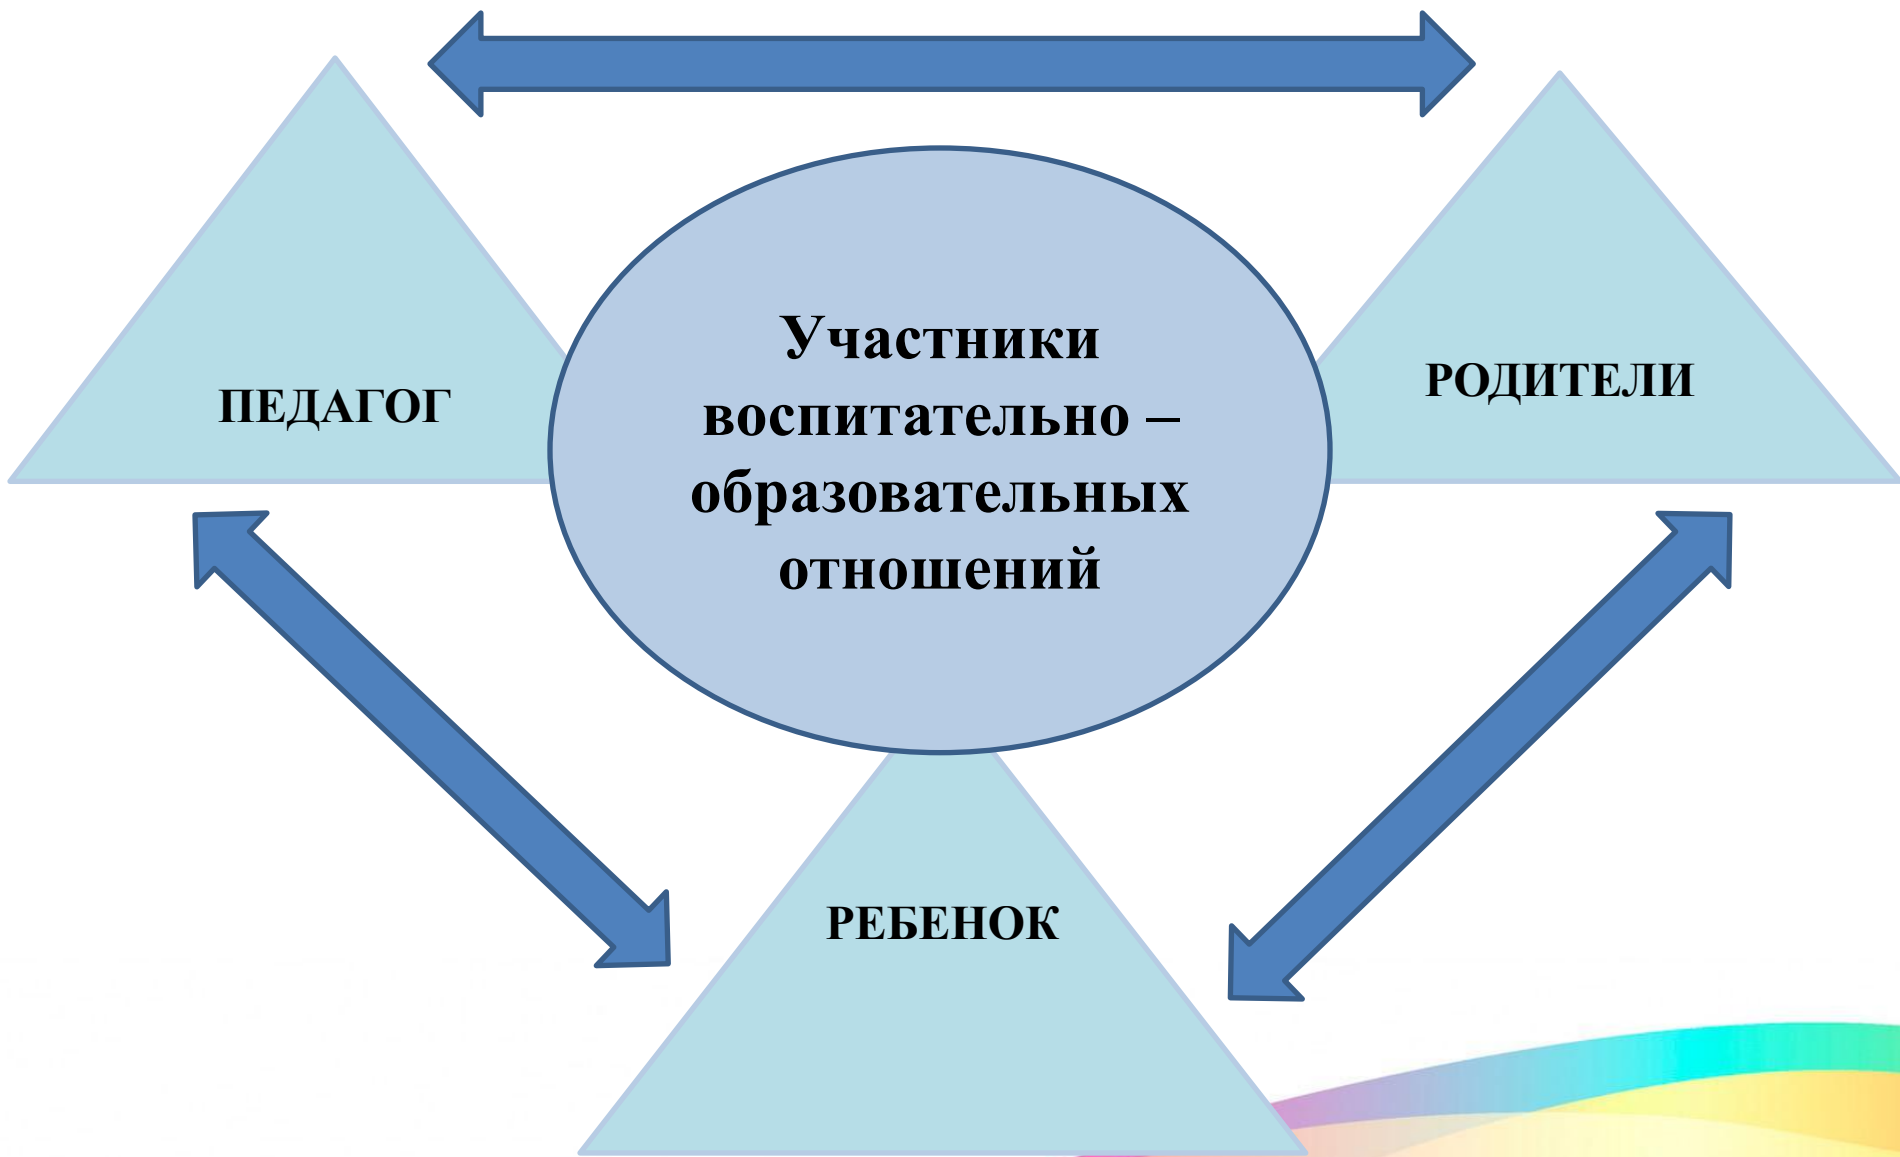 Участники
воспитательно –
образовательных
отношений
ПЕДАГОГ
РОДИТЕЛИ
РЕБЕНОК